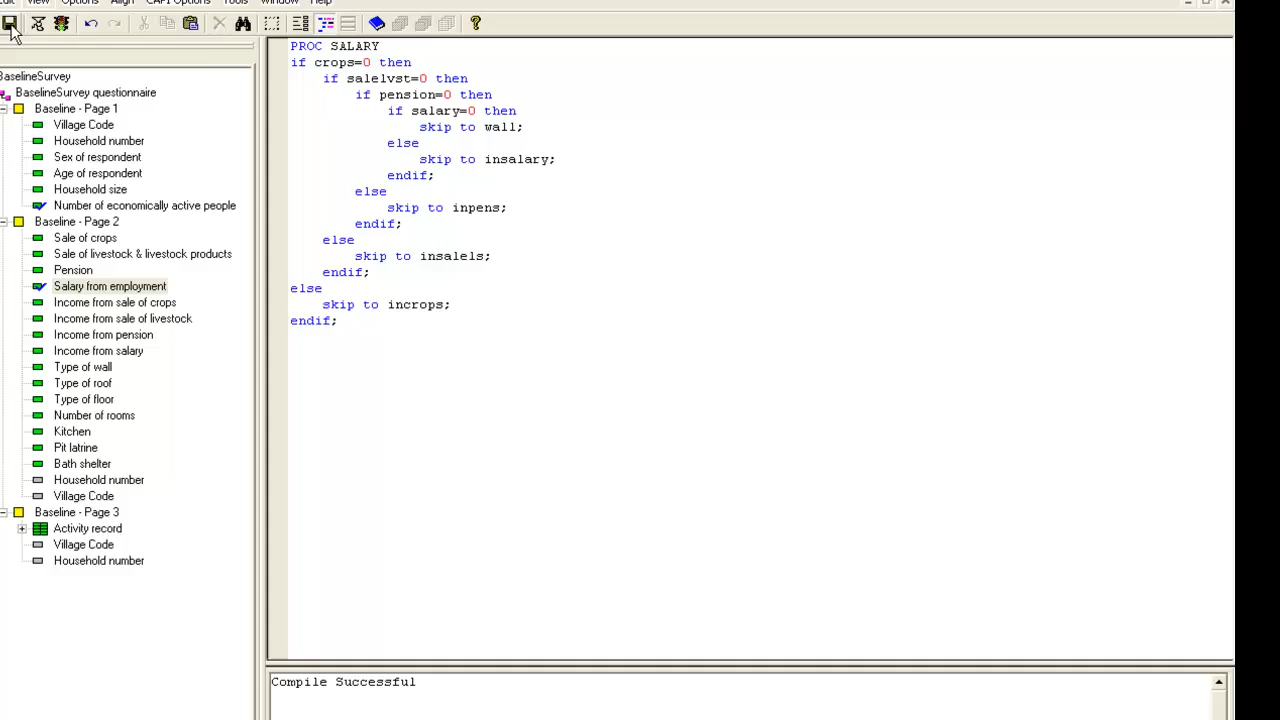 Edit View Options Align CAPI Options Tools Window Help
BaselineSurvey
BaselineSurvey questionnaire
Baseline - Page 1
Village Code
Household number
Sex of respondent
Age of respondent
Household size
Number of economically active people
Baseline - Page 2
Sale of crops
Sale of livestock & livestock products
Pension
Salary from employment
Income from sale of crops
Income from sale of livestock
Income from pension
Income from salary
Type of wall
Type of roof
Type of floor
Number of rooms
Kitchen
Pit latrine
Bath shelter
Household number
Village Code
Baseline - Page 3
Activity record
Village Code
Household number
PROC SALARY
if crops=0 then
if salelvst=0 then
if pension=0 then
if salary=0 then
skip to wall;
else
skip to insalary;
endif;
else
skip to inpens;
endif;
else
skip to insalels;
endif;
else
skip to incrops;
endif;
Compile Successful